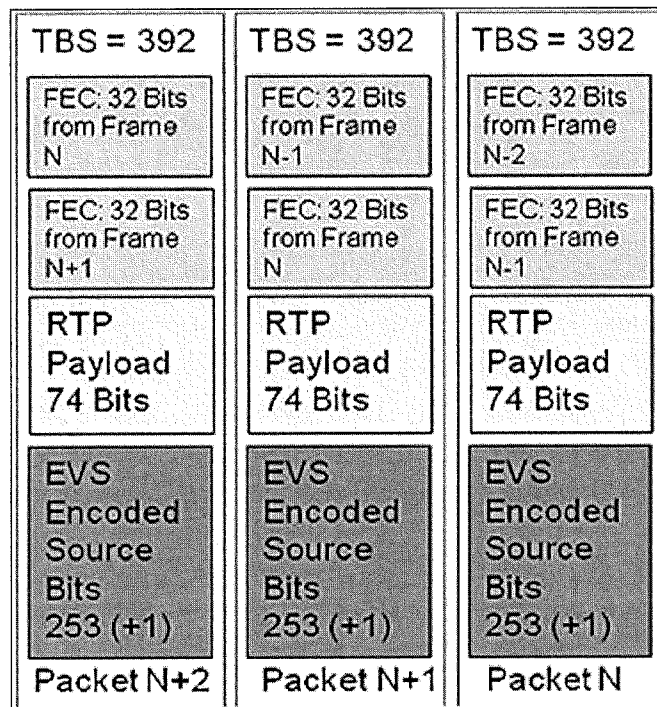 TBS = 392
FEC: 32 Bits
from Frame
N
FEC: 32 Bits
from Frame
N+1
RTP
Payload
74 Bits
EVS
Encoded
Source
Bits
253 (+1)
Packet N+2
TBS = 392
FEC: 32 Bits
from Frame
N-1
FEC: 32 Bits
from Frame
N
RTP
Payload
74 Bits
EVS
Encoded
Source
Bits
253 (+1)
Packet N+1
TBS = 392
FEC: 32 Bits
from Frame
N-2
FEC: 32 Bits
from Frame
N-1
RTP
Payload
74 Bits
EVS
Encoded
Source
Bits
253 (+1)
Packet N